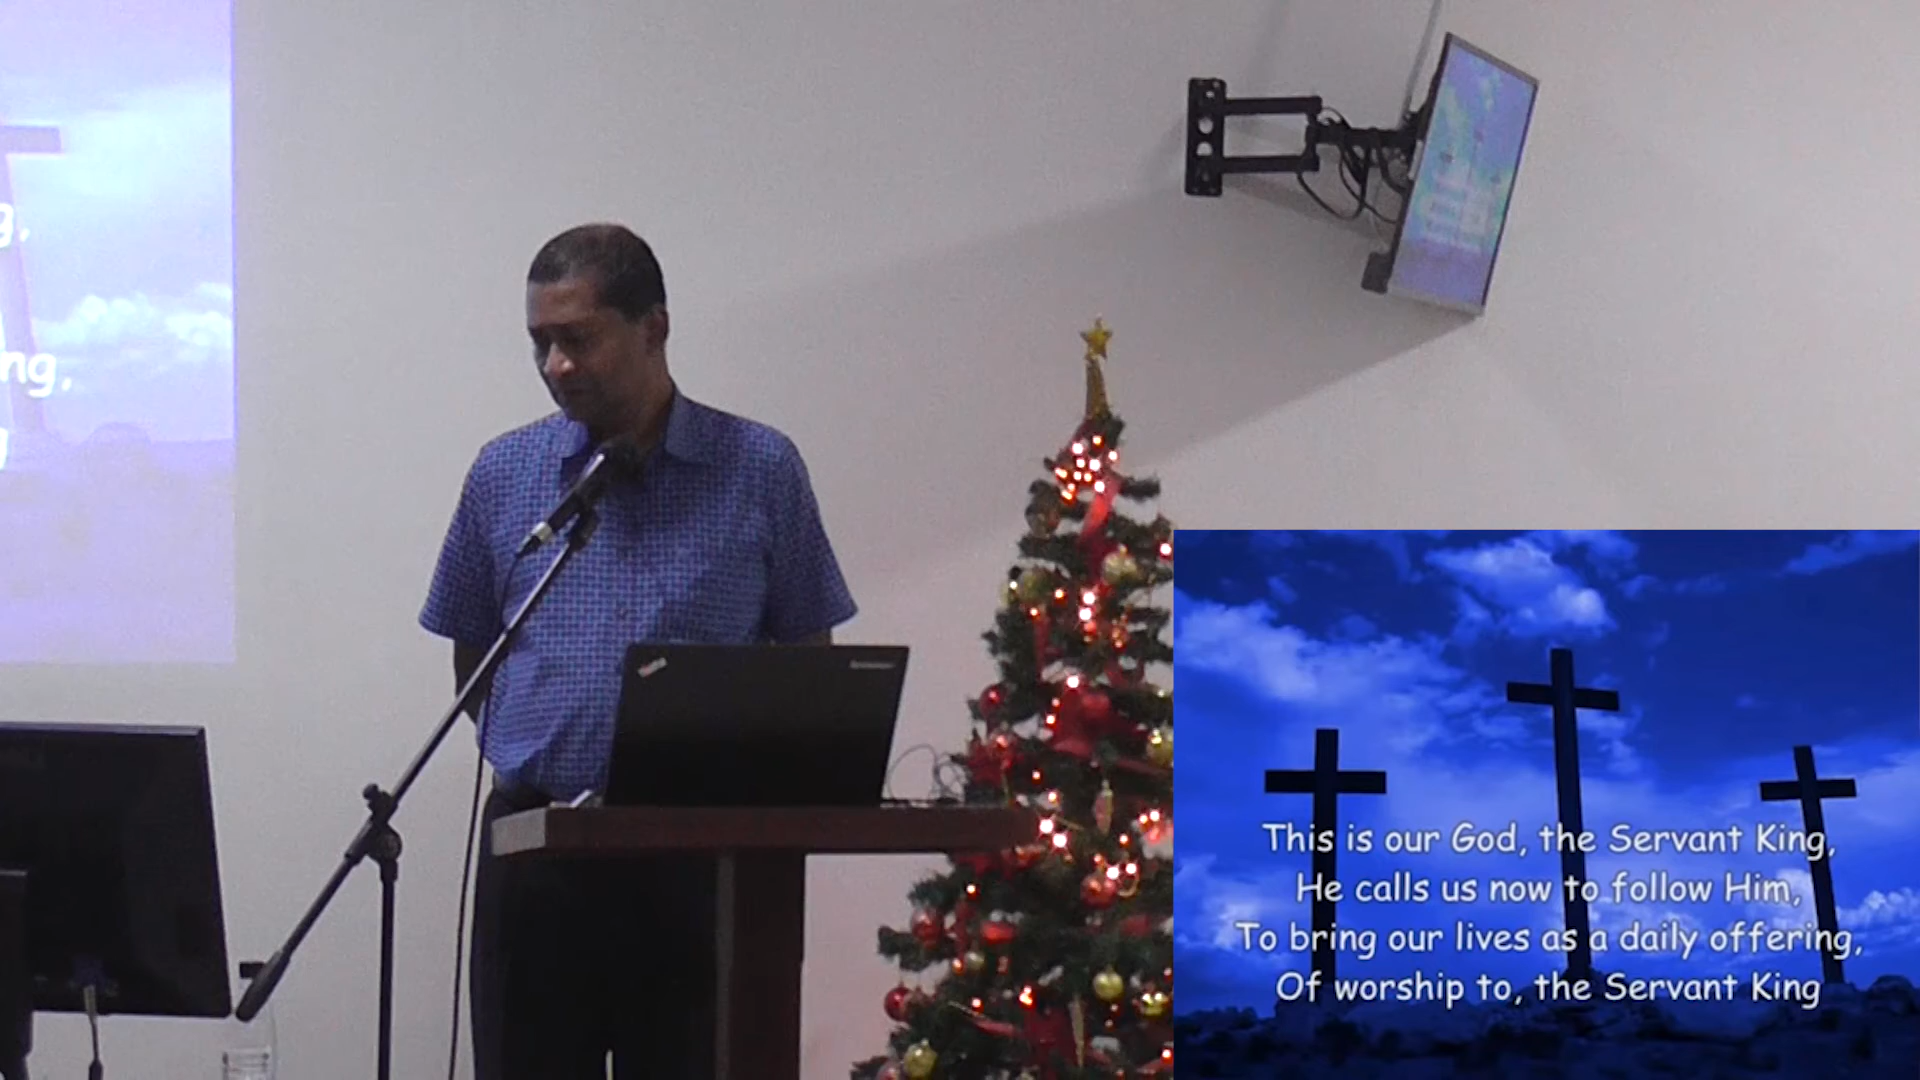 g,
ng,
g
This is our God, the Servant King,
He calls us now to follow Him,
To bring our lives as a daily offering,
Of worship to, the Servant King